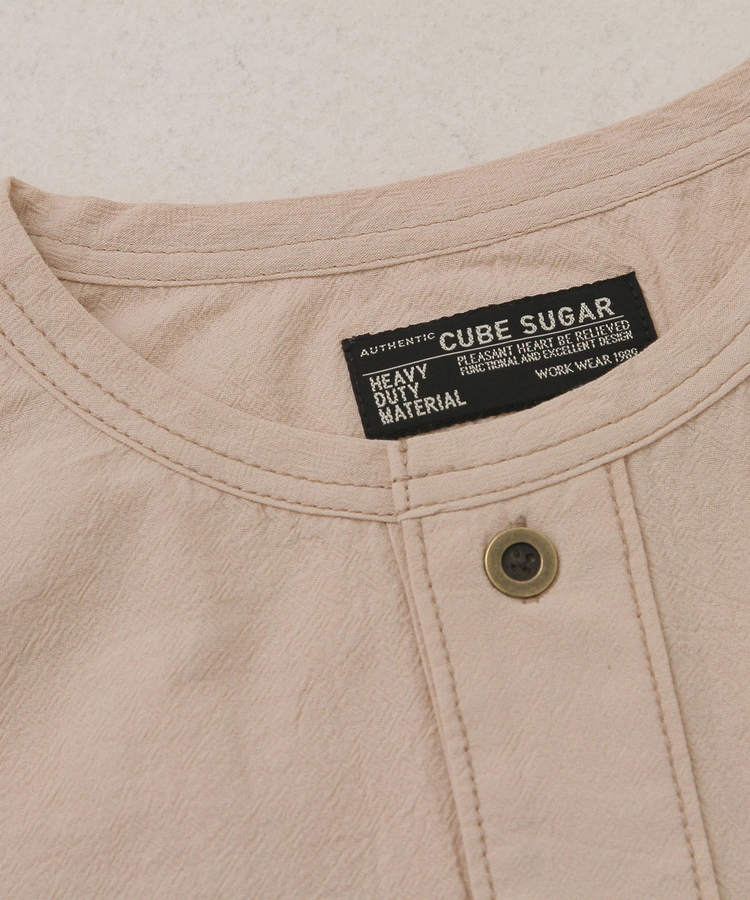 AUTHENTIC CUBE SUGAR
PLEASANT HEART BE RELIEVED
FUNCTIONAL AND EXCELLENT DESIGN
HEAVY
DUTY
MATERIAL
WORK WEAR 1989